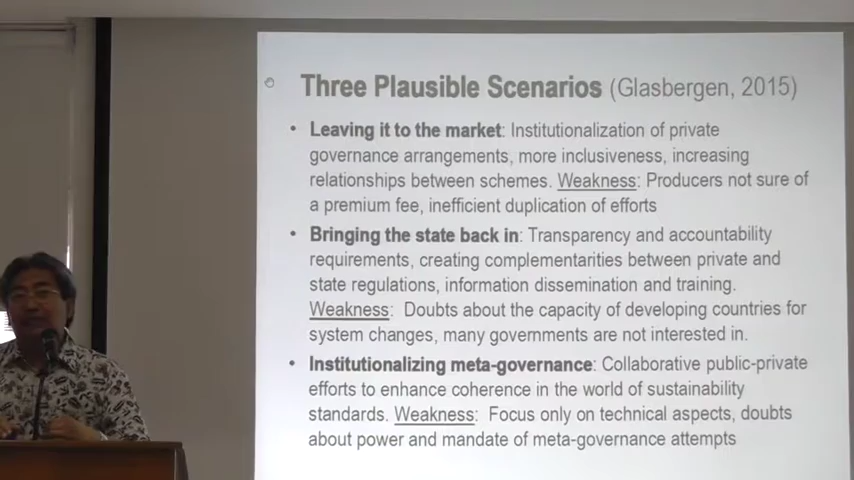 Three Plausible Scenarios (Glasbergen, 2015)
• Leaving it to the market: Institutionalization of private
governance arrangements, more inclusiveness, increasing
relationships between schemes. Weakness: Producers not sure of
a premium fee, inefficient duplication of efforts
• Bringing the state back in: Transparency and accountability
requirements, creating complementarities between private and
state regulations, information dissemination and training.
Weakness: Doubts about the capacity of developing countries for
system changes, many governments are not interested in.
• Institutionalizing meta-governance: Collaborative public-private
efforts to enhance coherence in the world of sustainability
standards. Weakness: Focus only on technical aspects, doubts
about power and mandate of meta-governance attempts